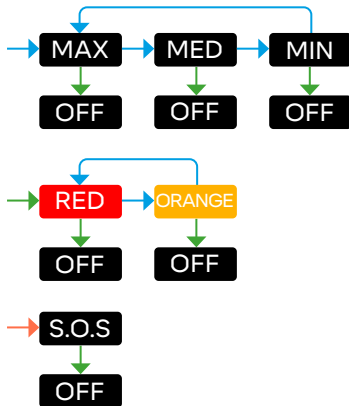 MAX MED MIN
OFF OFF OFF
RED ORANGE
OFF OFF
S.O.S
OFF